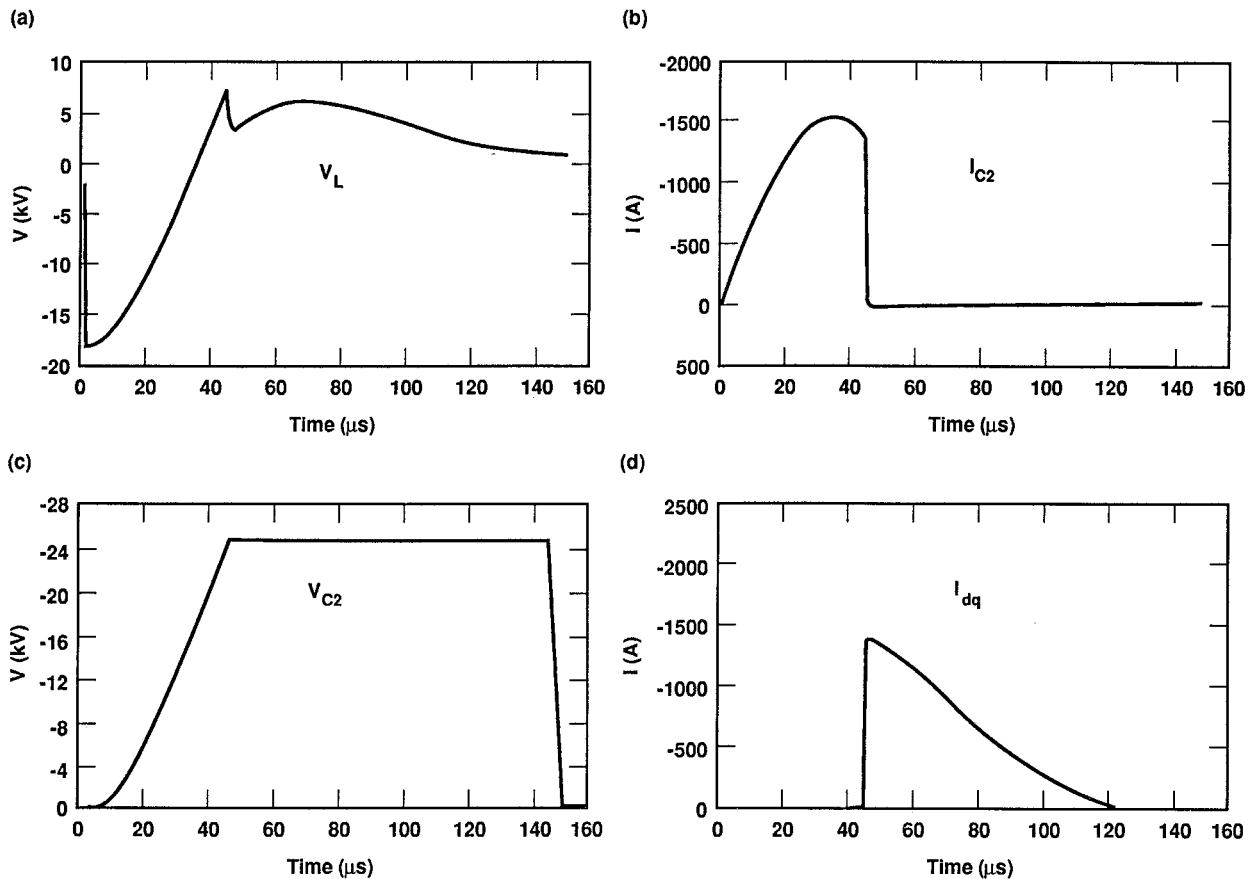 (a)
10
5
0
-5
-10
-15
-20
V (kV)
V_L
0 20 40 60 80 100 120 140 160
Time (μs)
(b)
-2000
-1500
-1000
-500
0
500
I (A)
I_C2
0 20 40 60 80 100 120 140 160
Time (μs)
(c)
-28
-24
-20
-16
-12
-8
-4
0
V (kV)
V_C2
0 20 40 60 80 100 120 140 160
Time (μs)
(d)
2500
-2000
-1500
-1000
-500
0
I (A)
I_dq
0 20 40 60 80 100 120 140 160
Time (μs)